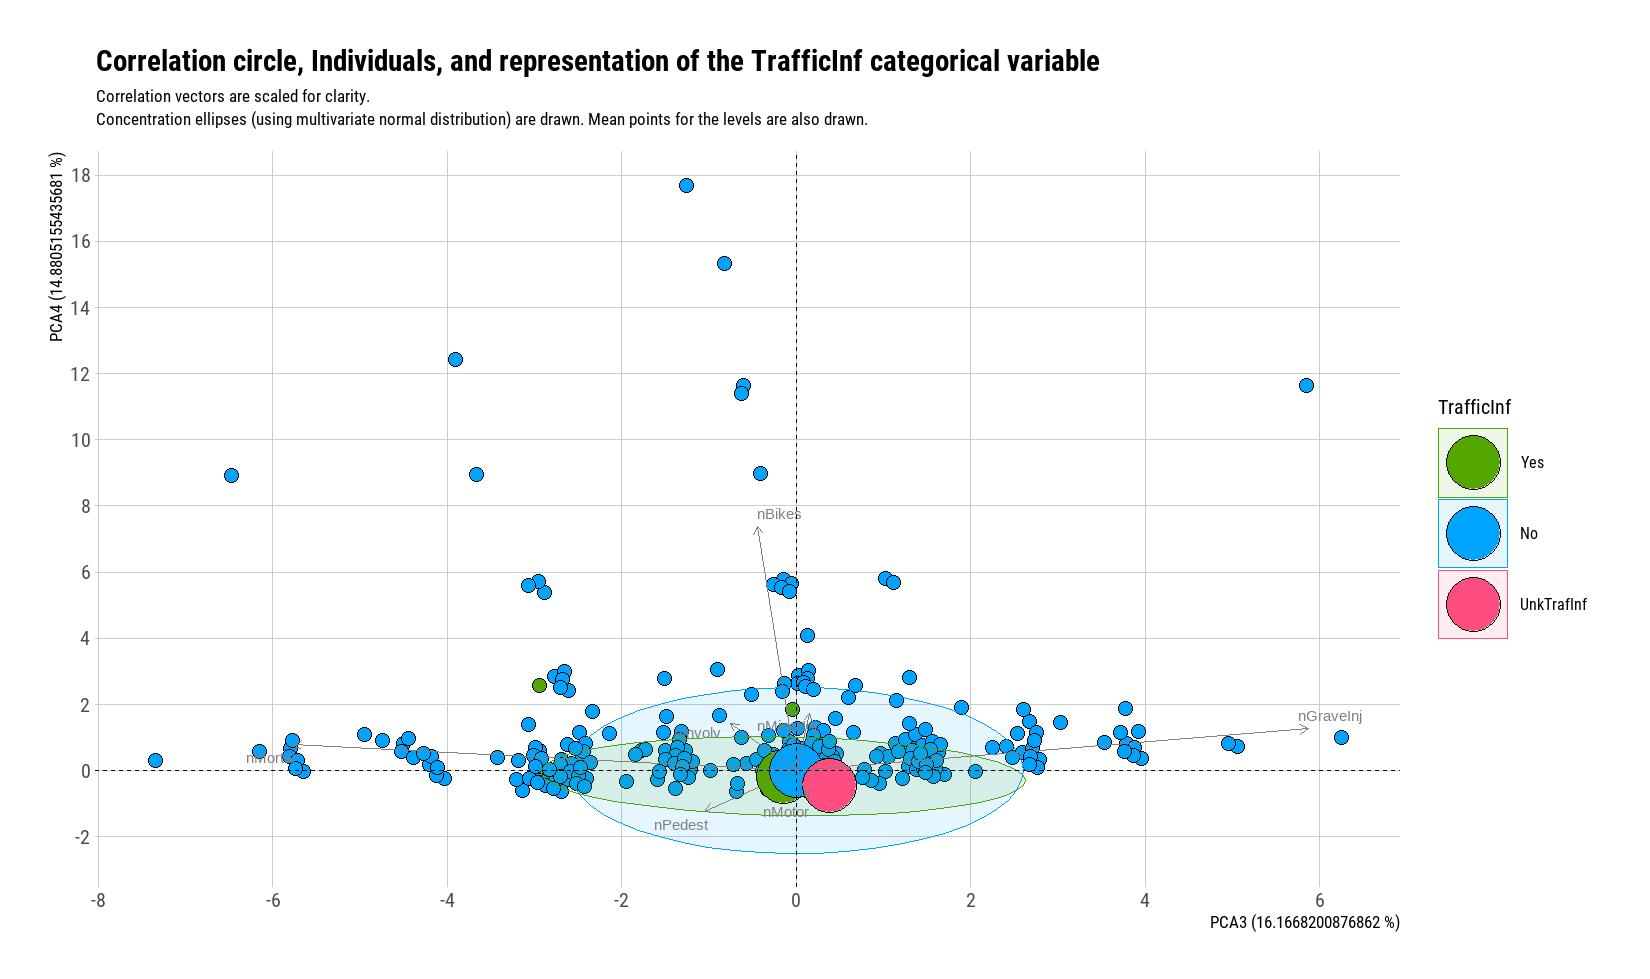 Correlation circle, Individuals, and representation of the TrafficInf categorical variable
Correlation vectors are scaled for clarity.
Concentration ellipses (using multivariate normal distribution) are drawn. Mean points for the levels are also drawn.
PCA4 (14.8805155435681 %)
18
16
14
12
10
8
6
4
2
0
-2
nBikes
nGraveInj
nPedest
nMotor
-8
-6
-4
-2
0
2
4
6
PCA3 (16.1668200876862 %)
TrafficInf
Yes
No
UnkTrafInf